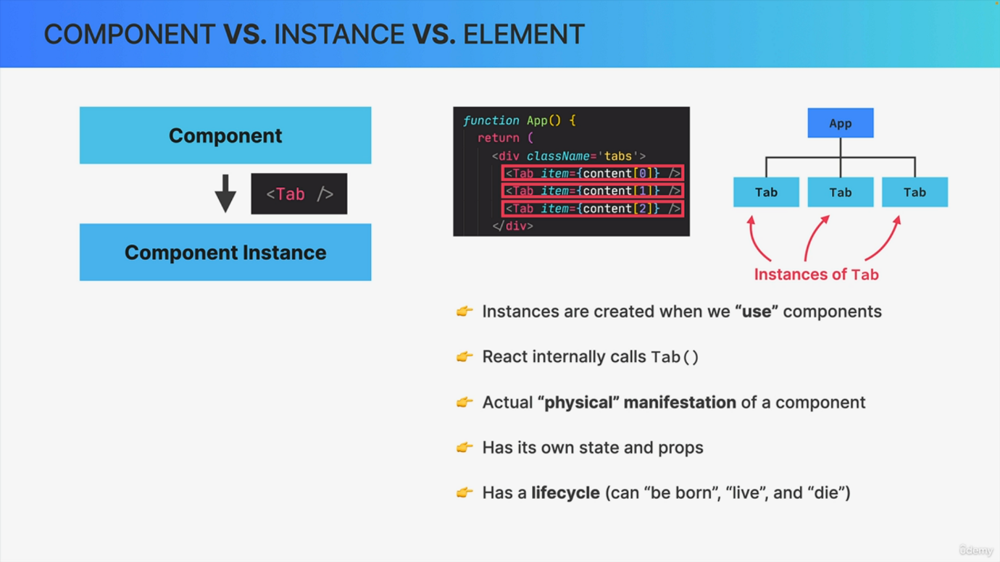 COMPONENT VS. INSTANCE VS. ELEMENT
Component
<Tab />
Component Instance
function App() {
return (
<div className='tabs'>
<Tab item={content[0]} />
<Tab item={content[1]} />
<Tab item={content[2]} />
</div>
App
Tab Tab Tab
Instances of Tab
👉 Instances are created when we “use” components
👉 React internally calls Tab()
👉 Actual “physical” manifestation of a component
👉 Has its own state and props
👉 Has a lifecycle (can “be born”, “live”, and “die”)
ûdemy